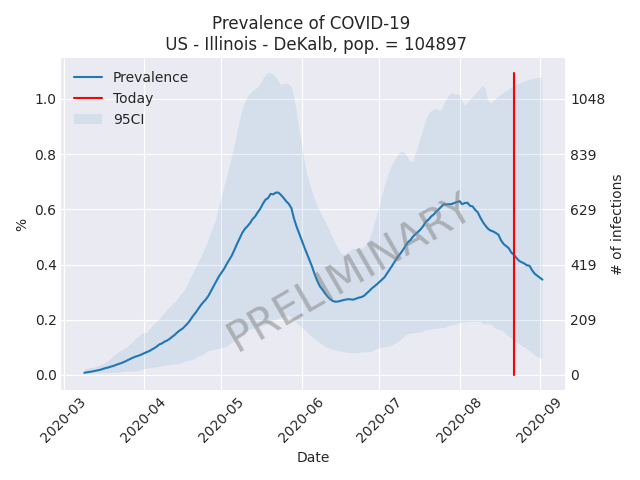 Prevalence of COVID-19
US - Illinois - DeKalb, pop. = 104897
Prevalence
Today
95CI
1.0
0.8
0.6
0.4
0.2
0.0
%
1048
839
629
419
209
0
# of infections
PRELIMINARY
2020-03
2020-04
2020-05
2020-06
2020-07
2020-08
2020-09
Date